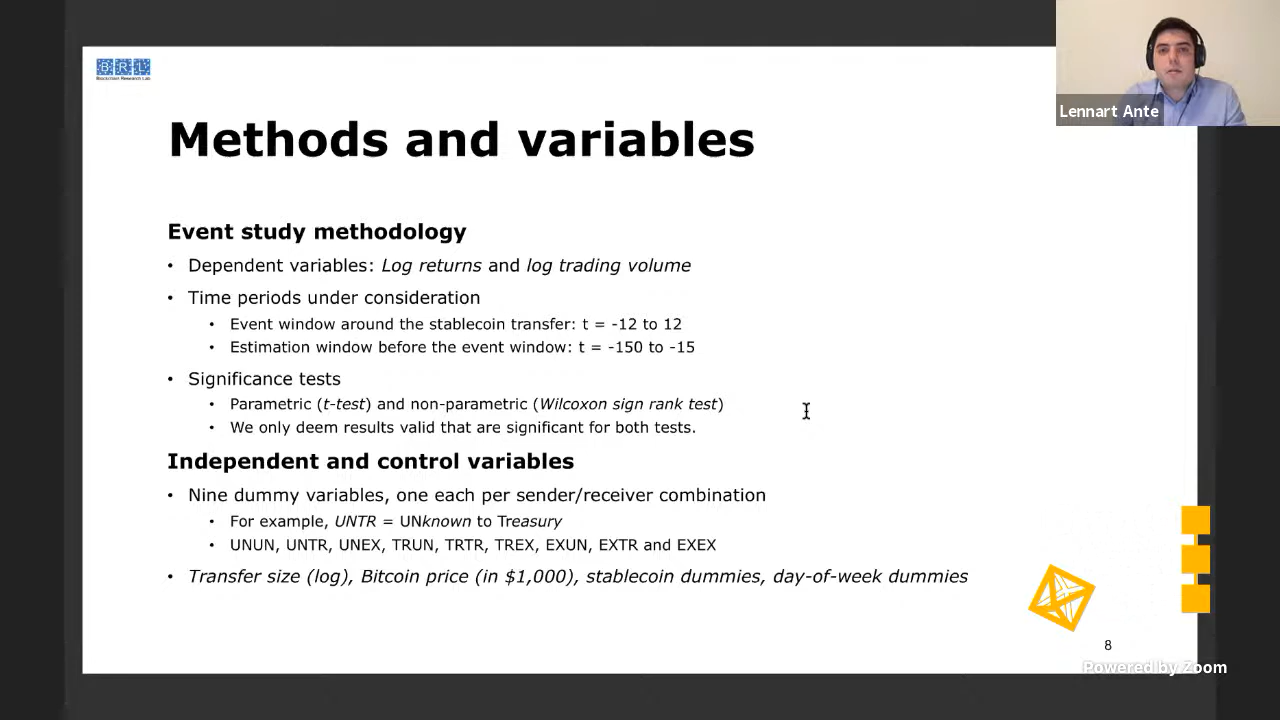 BRL
Blockchain Research Lab
Lennart Ante
Methods and variables
Event study methodology
• Dependent variables: Log returns and log trading volume
• Time periods under consideration
• Event window around the stablecoin transfer: t = -12 to 12
• Estimation window before the event window: t = -150 to -15
• Significance tests
• Parametric (t-test) and non-parametric (Wilcoxon sign rank test)
• We only deem results valid that are significant for both tests.
Independent and control variables
• Nine dummy variables, one each per sender/receiver combination
• For example, UNTR = UNknown to Treasury
• UNUN, UNTR, UNEX, TRUN, TRTR, TREX, EXUN, EXTR and EXEX
• Transfer size (log), Bitcoin price (in $1,000), stablecoin dummies, day-of-week dummies
8
Powered by Zoom